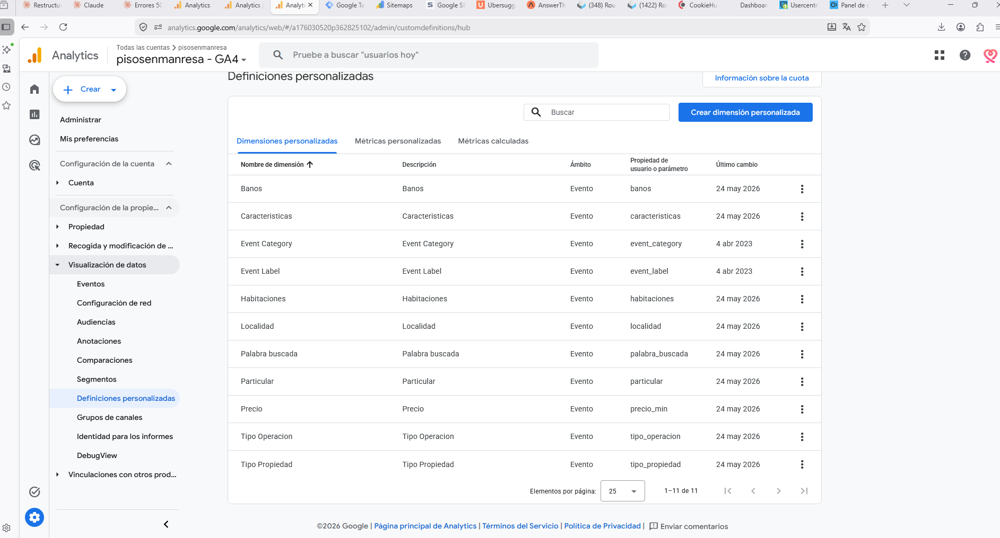 Restructu
Claude
Errores 50
Analytics
Analytics
Analyti
Google Ta
Sitemaps
Google S
Ubersugg
AnswerTh
(348) Rou
(1422) Ro
CookieHu
Dashboar
Usercentr
Panel de c
analytics.google.com/analytics/web/#/a176030520p362825102/admin/customdefinitions/hub
Analytics
Todas las cuentas > pisosenmanresa
pisosenmanresa - GA4
Pruebe a buscar "usuarios hoy"
Crear
Administrar
Mis preferencias
Configuración de la cuenta
Cuenta
Configuración de la propie...
Propiedad
Recogida y modificación de ...
Visualización de datos
Eventos
Configuración de red
Audiencias
Anotaciones
Comparaciones
Segmentos
Definiciones personalizadas
Grupos de canales
Identidad para los informes
DebugView
Vinculaciones con otros prod...
Definiciones personalizadas
Información sobre la cuota
Buscar
Crear dimensión personalizada
Dimensiones personalizadas Métricas personalizadas Métricas calculadas
Nombre de dimensión Descripción Ámbito Propiedad de usuario o parámetro Último cambio
Banos Banos Evento banos 24 may 2026
Caracteristicas Caracteristicas Evento caracteristicas 24 may 2026
Event Category Event Category Evento event_category 4 abr 2023
Event Label Event Label Evento event_label 4 abr 2023
Habitaciones Habitaciones Evento habitaciones 24 may 2026
Localidad Localidad Evento localidad 24 may 2026
Palabra buscada Palabra buscada Evento palabra_buscada 24 may 2026
Particular Particular Evento particular 24 may 2026
Precio Precio Evento precio_min 24 may 2026
Tipo Operacion Tipo Operacion Evento tipo_operacion 24 may 2026
Tipo Propiedad Tipo Propiedad Evento tipo_propiedad 24 may 2026
Elementos por página: 25 1–11 de 11
©2026 Google | Página principal de Analytics | Términos del Servicio | Política de Privacidad | Enviar comentarios